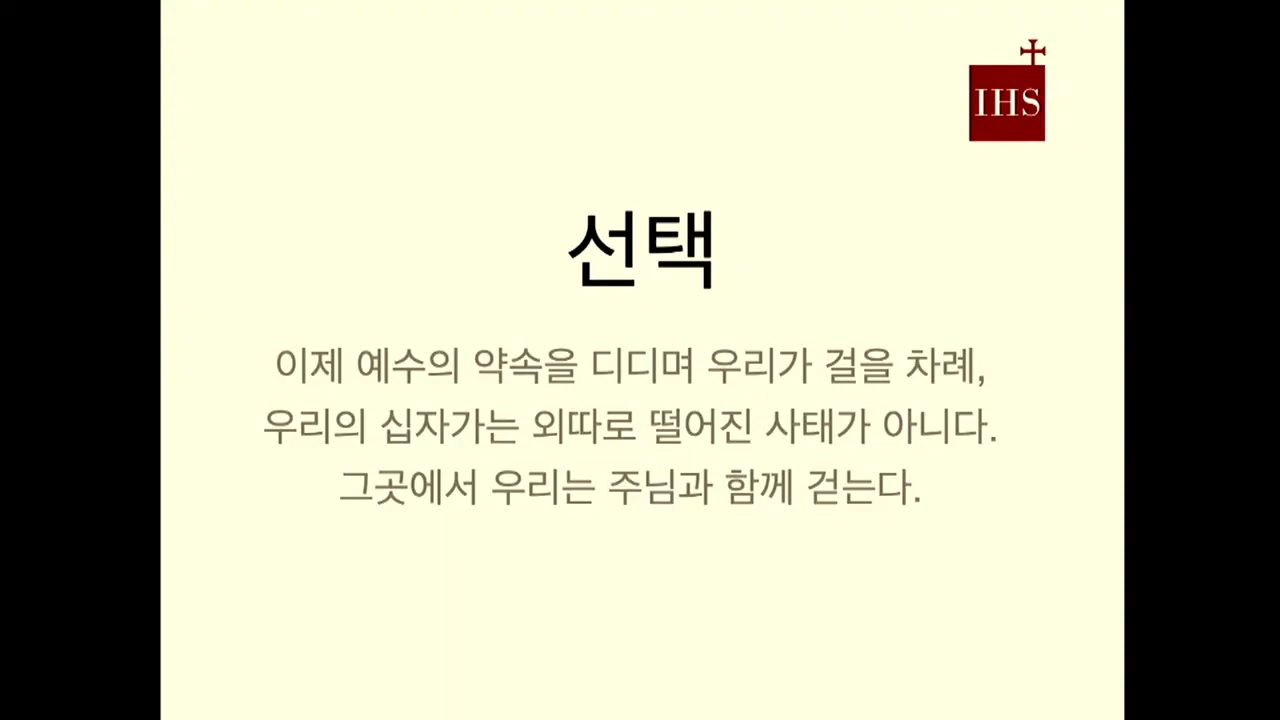 IHS
선택
이제 예수의 약속을 디디며 우리가 걸을 차례,
우리의 십자가는 외따로 떨어진 사태가 아니다.
그곳에서 우리는 주님과 함께 걷는다.